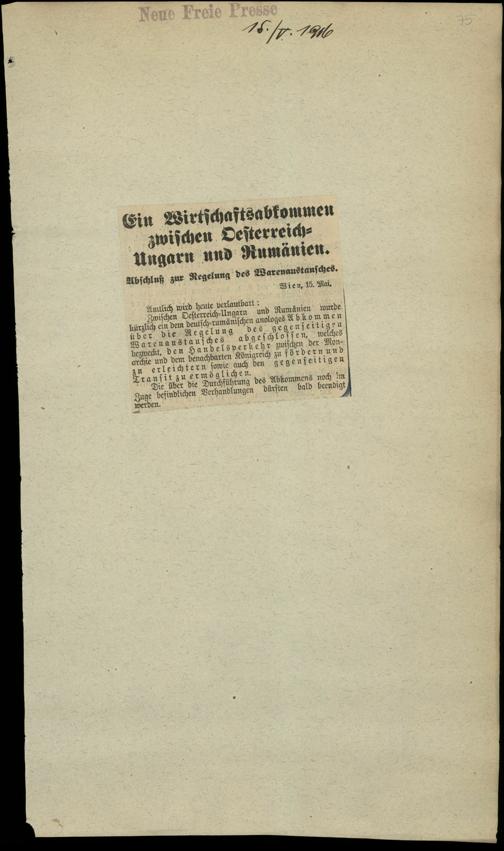 Neue Freie Presse
15./V. 1916
75
Ein Wirtschaftsabkommen
zwischen Oesterreich-
Ungarn und Rumänien.
Abschluß zur Regelung des Warenaustausches.
Wien, 15. Mai.
Amtlich wird heute verlautbart:
Zwischen Oesterreich-Ungarn und Rumänien wurde
kürzlich ein dem deutsch-rumänischen analoges Abkommen
über die Regelung des gegenseitigen
Warenaustausches abgeschlossen, welches
bezweckt, den Handelsverkehr zwischen der Mon-
archie und dem benachbarten Königreich zu fördern und
zu erleichtern sowie auch den gegenseitigen
Transit zu ermöglichen.
Die über die Durchführung des Abkommens noch im
Zuge befindlichen Verhandlungen dürften bald beendigt
werden.